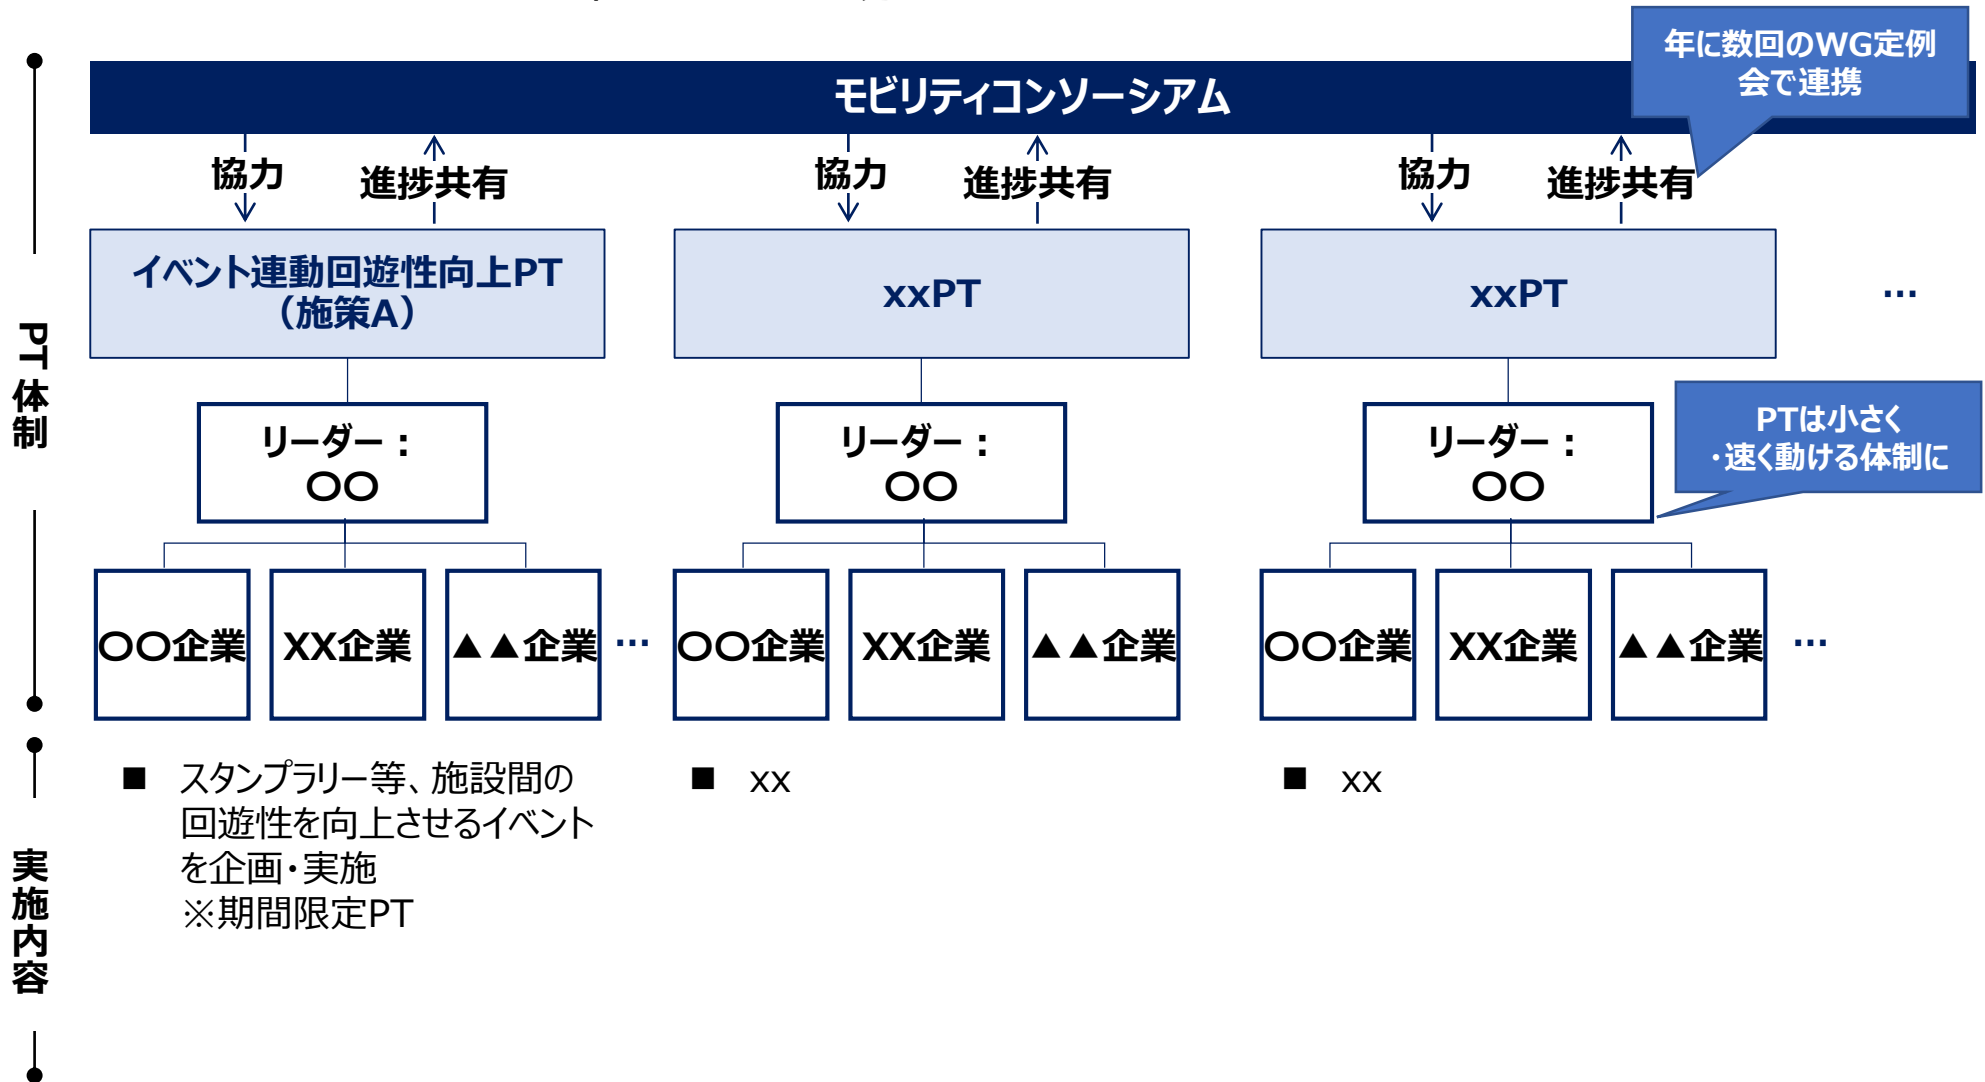 年に数回のWG定例
会で連携
モビリティコンソーシアム
協力
進捗共有
協力
進捗共有
協力
進捗共有
PT体制
イベント連動回遊性向上PT
（施策A）
xxPT
xxPT
…
リーダー：
〇〇
リーダー：
〇〇
リーダー：
〇〇
PTは小さく
・速く動ける体制に
〇〇企業
XX企業
▲▲企業
…
〇〇企業
XX企業
▲▲企業
〇〇企業
XX企業
▲▲企業
…
実施内容
■ スタンプラリー等、施設間の
回遊性を向上させるイベント
を企画・実施
※期間限定PT
■ xx
■ xx